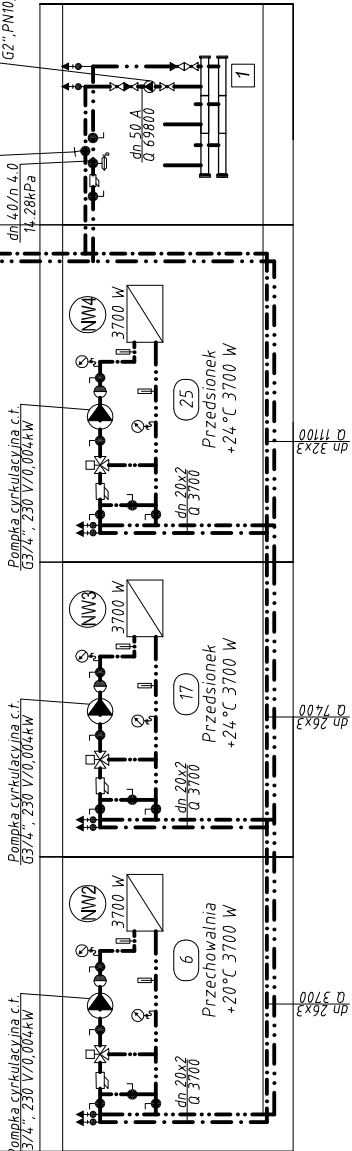 G2",PN10,
dn 40/n 4.0
14.28kPa
dn 50 A
Q 69800
1
Pompka cyrkulacyjna c.t.
G3/4", 230 V/0,004kW
NW4
3700 W
25
Przedsionek
+24°C 3700 W
dn 20x2
Q 3700
dn 32x3
Q 11100
Pompka cyrkulacyjna c.t.
G3/4", 230 V/0,004kW
NW3
3700 W
17
Przedsionek
+24°C 3700 W
dn 20x2
Q 3700
dn 26x3
Q 7400
Pompka cyrkulacyjna c.t.
3/4", 230 V/0,004kW
NW2
3700 W
6
Przechowalnia
+20°C 3700 W
dn 20x2
Q 3700
dn 26x3
Q 3700